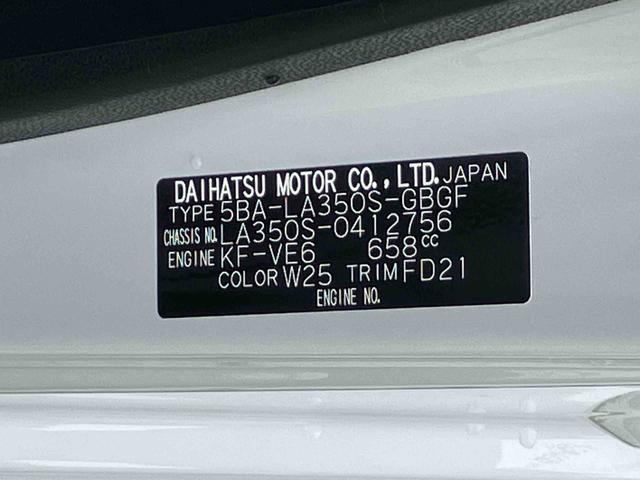 DAIHATSU MOTOR CO., LTD. JAPAN
TYPE 5BA-LA350S-GBGF
CHASSIS NO. LA350S-0412756
ENGINE KF-VE6 658CC
COLOR W25 TRIM FD21
ENGINE NO.